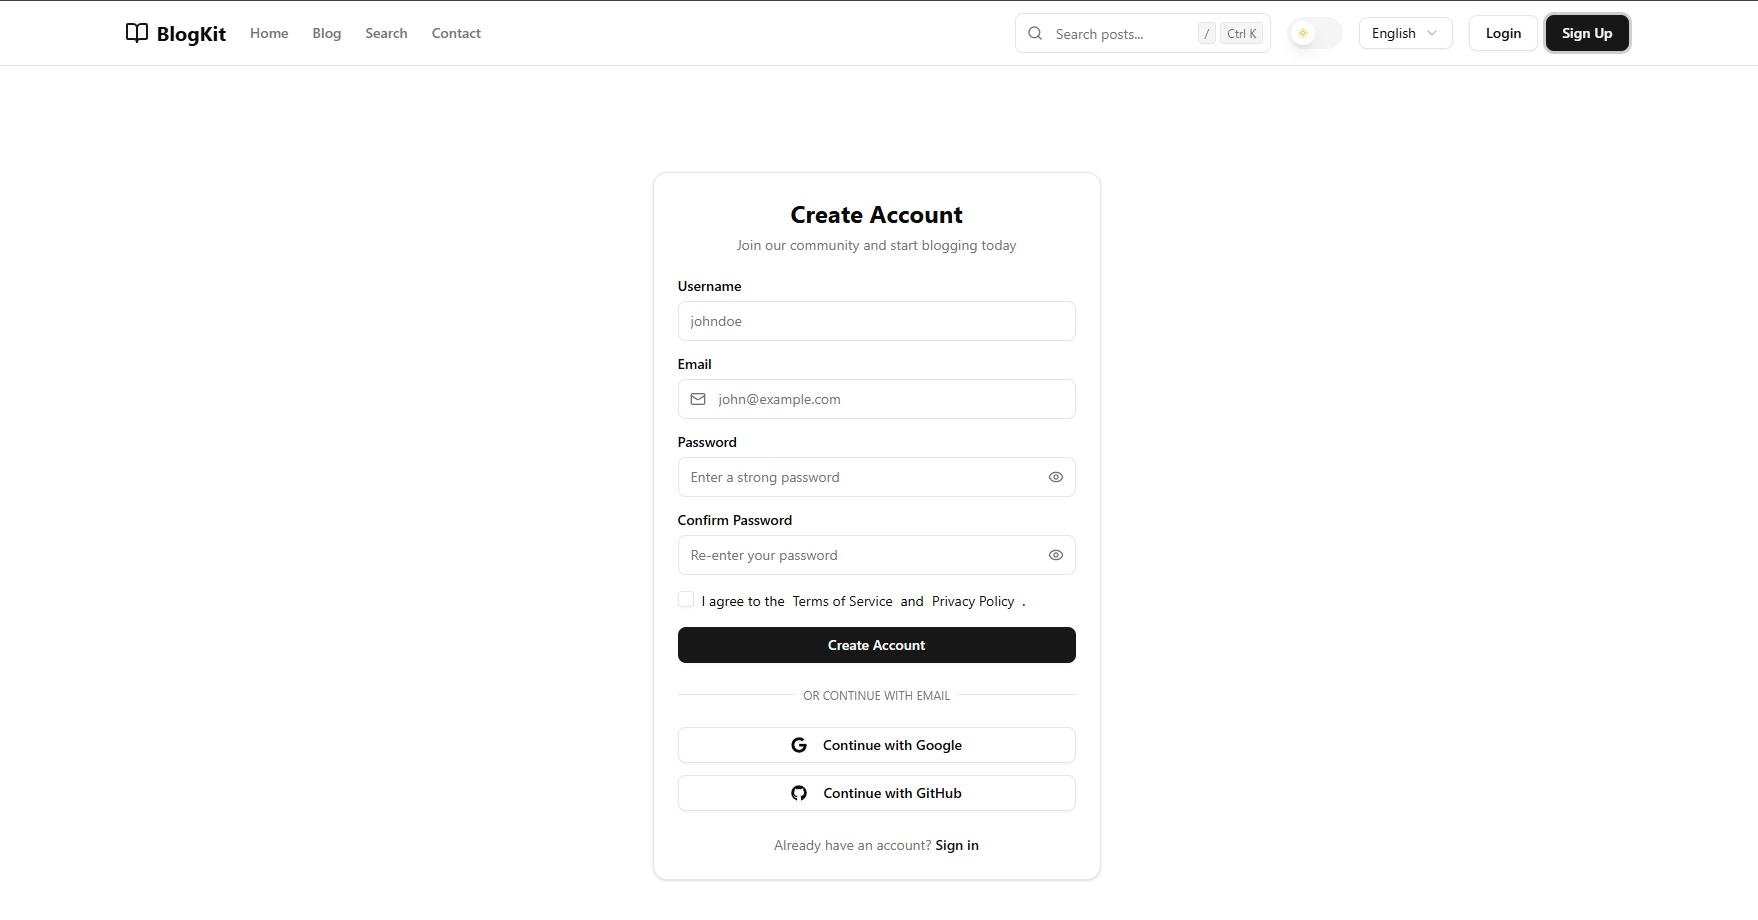 BlogKit Home Blog Search Contact Search posts... / Ctrl K English Login Sign Up
Create Account
Join our community and start blogging today
Username
johndoe
Email
john@example.com
Password
Enter a strong password
Confirm Password
Re-enter your password
I agree to the Terms of Service and Privacy Policy .
Create Account
OR CONTINUE WITH EMAIL
Continue with Google
Continue with GitHub
Already have an account? Sign in